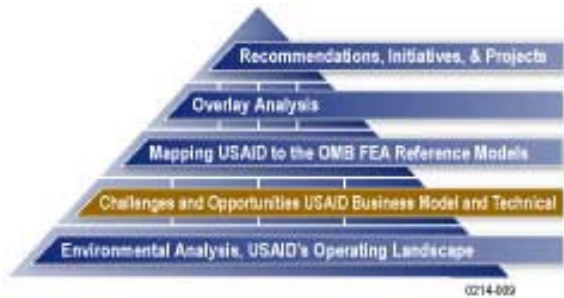 Recommendations, Initiatives, & Projects
Overlay Analysis
Mapping USAID to the OMB FEA Reference Models
Challenges and Opportunities USAID Business Model and Technical
Environmental Analysis, USAID's Operating Landscape
0214-009